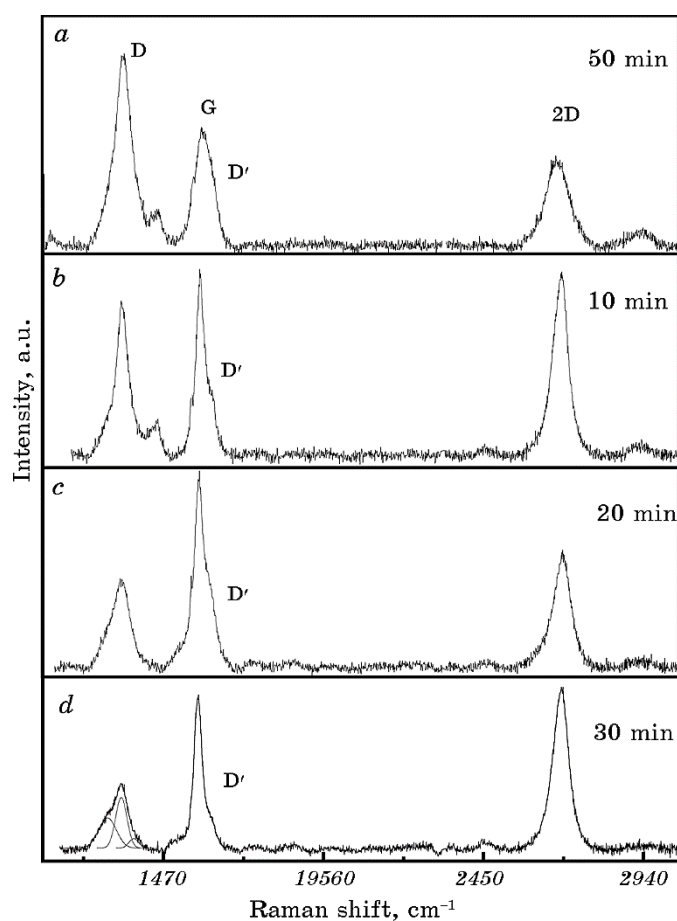 a D 50 min
G
2D
D′
b 10 min
D′
c 20 min
D′
d 30 min
D′
Intensity, a.u.
1470 19560 2450 2940
Raman shift, cm⁻¹